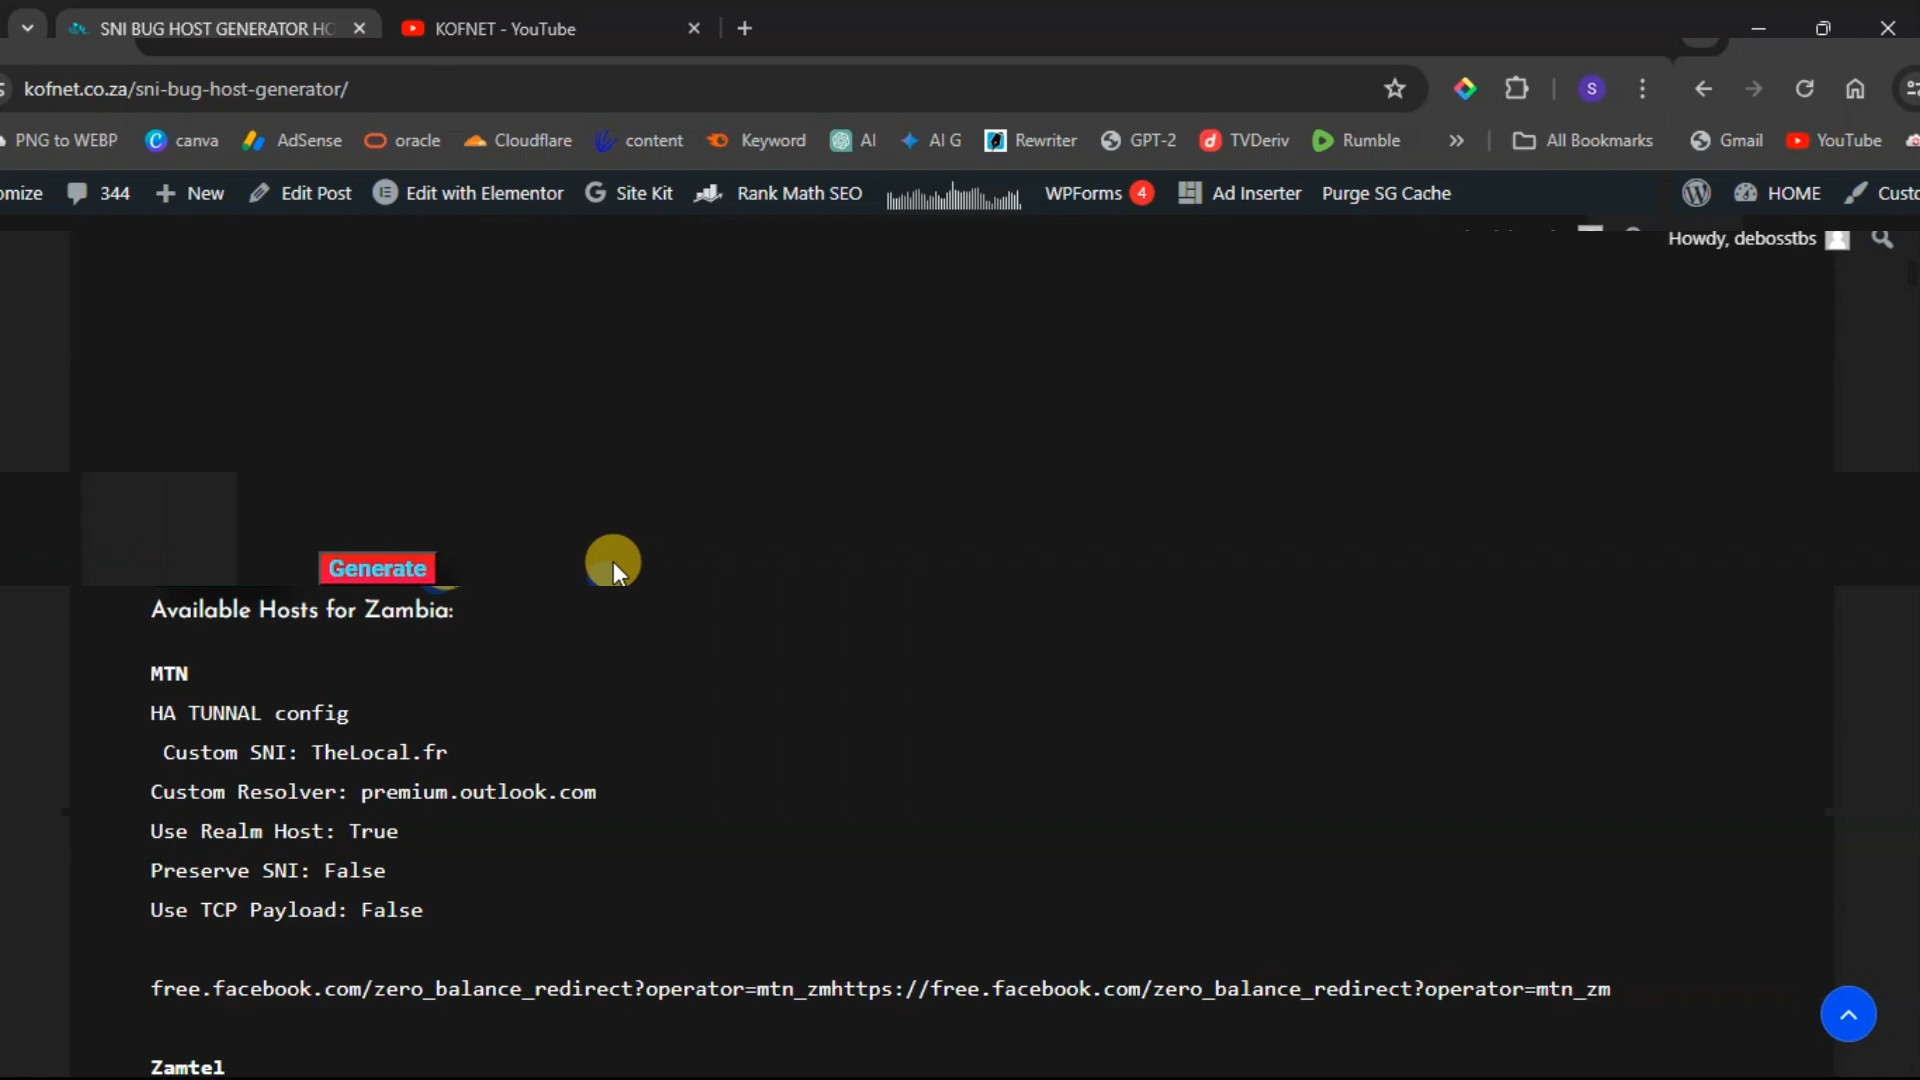 SNI BUG HOST GENERATOR HO
KOFNET - YouTube
kofnet.co.za/sni-bug-host-generator/
S
PNG to WEBP
canva
AdSense
oracle
Cloudflare
content
Keyword
AI
AI G
Rewriter
GPT-2
TVDeriv
Rumble
All Bookmarks
Gmail
YouTube
omize
344
New
Edit Post
Edit with Elementor
Site Kit
Rank Math SEO
WPForms 4
Ad Inserter
Purge SG Cache
HOME
Custo
Howdy, debosstbs
Generate
Available Hosts for Zambia:
MTN
HA TUNNAL config
Custom SNI: TheLocal.fr
Custom Resolver: premium.outlook.com
Use Realm Host: True
Preserve SNI: False
Use TCP Payload: False
free.facebook.com/zero_balance_redirect?operator=mtn_zmhttps://free.facebook.com/zero_balance_redirect?operator=mtn_zm
Zamtel